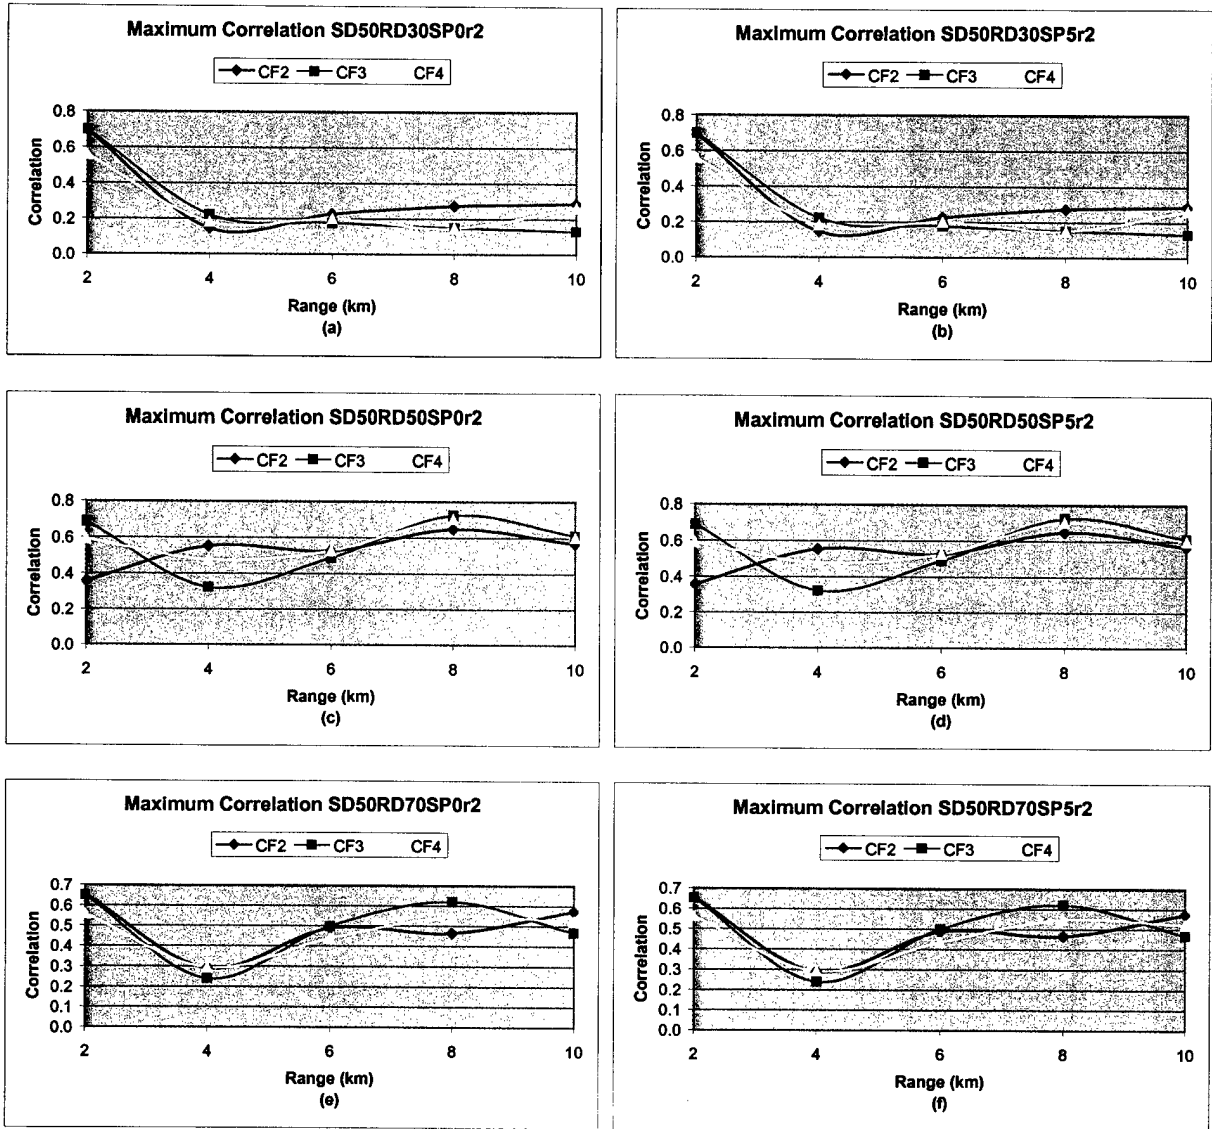 Maximum Correlation SD50RD30SP0r2
CF2 CF3 CF4
0.8
0.6
0.4
0.2
0.0
Correlation
2 4 6 8 10
Range (km)
(a)
Maximum Correlation SD50RD30SP5r2
CF2 CF3 CF4
0.8
0.6
0.4
0.2
0.0
Correlation
2 4 6 8 10
Range (km)
(b)
Maximum Correlation SD50RD50SP0r2
CF2 CF3 CF4
0.8
0.6
0.4
0.2
0.0
Correlation
2 4 6 8 10
Range (km)
(c)
Maximum Correlation SD50RD50SP5r2
CF2 CF3 CF4
0.8
0.6
0.4
0.2
0.0
Correlation
2 4 6 8 10
Range (km)
(d)
Maximum Correlation SD50RD70SP0r2
CF2 CF3 CF4
0.7
0.6
0.5
0.4
0.3
0.2
0.1
0.0
Correlation
2 4 6 8 10
Range (km)
(e)
Maximum Correlation SD50RD70SP5r2
CF2 CF3 CF4
0.7
0.6
0.5
0.4
0.3
0.2
0.1
0.0
Correlation
2 4 6 8 10
Range (km)
(f)